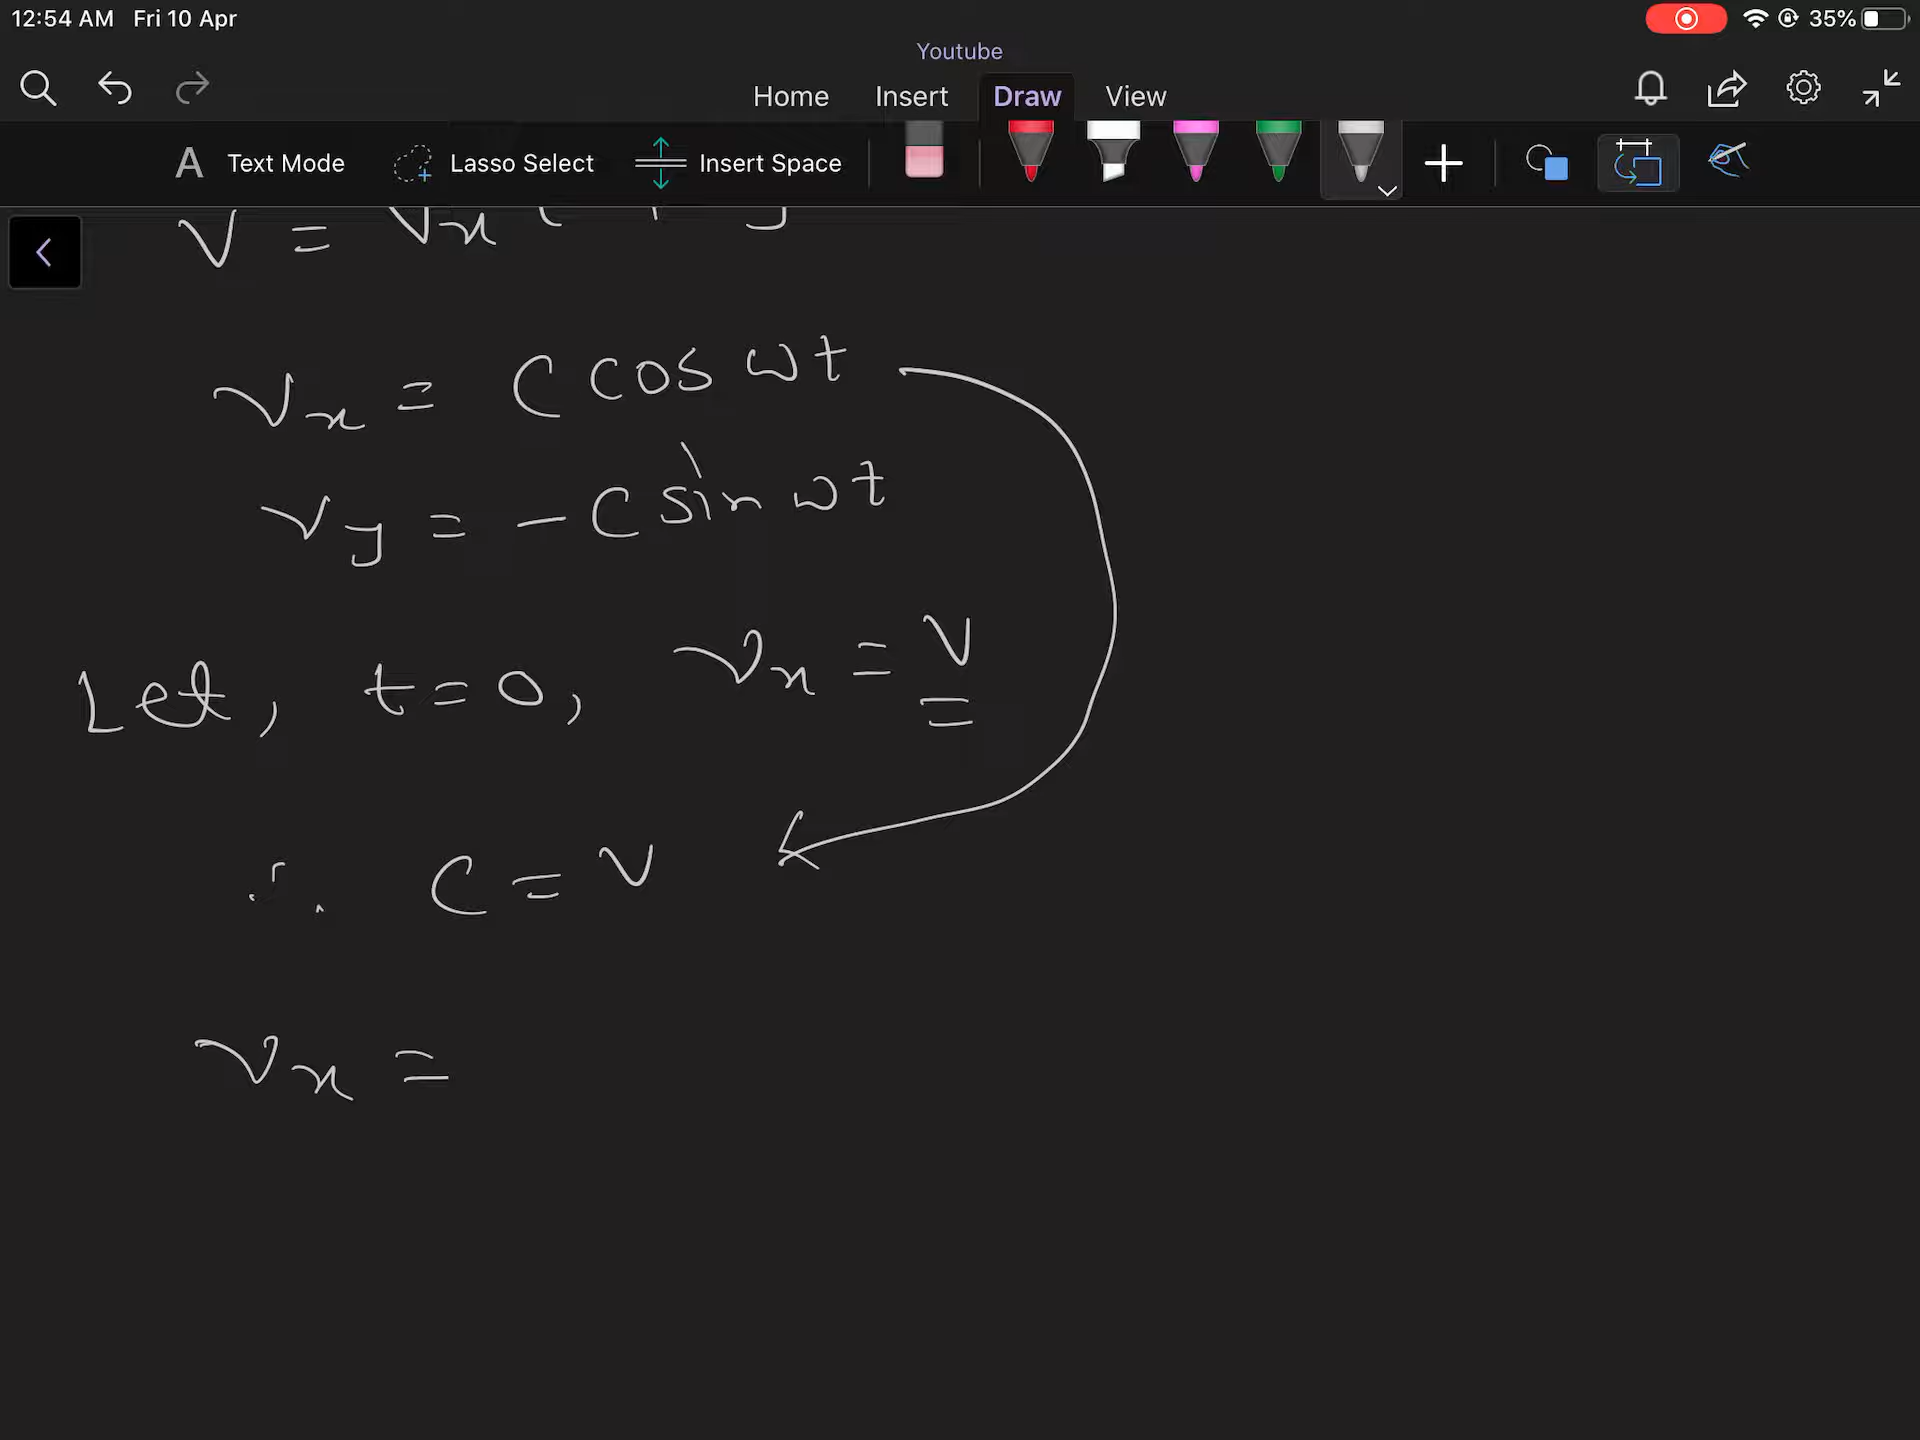 12:54 AM Fri 10 Apr 35%
Youtube
Home Insert Draw View
A Text Mode Lasso Select Insert Space
V = Vx
Vx = C cos ωt
Vy = - C sin ωt
Let, t=0, Vx = V
∴ C = V
Vx =